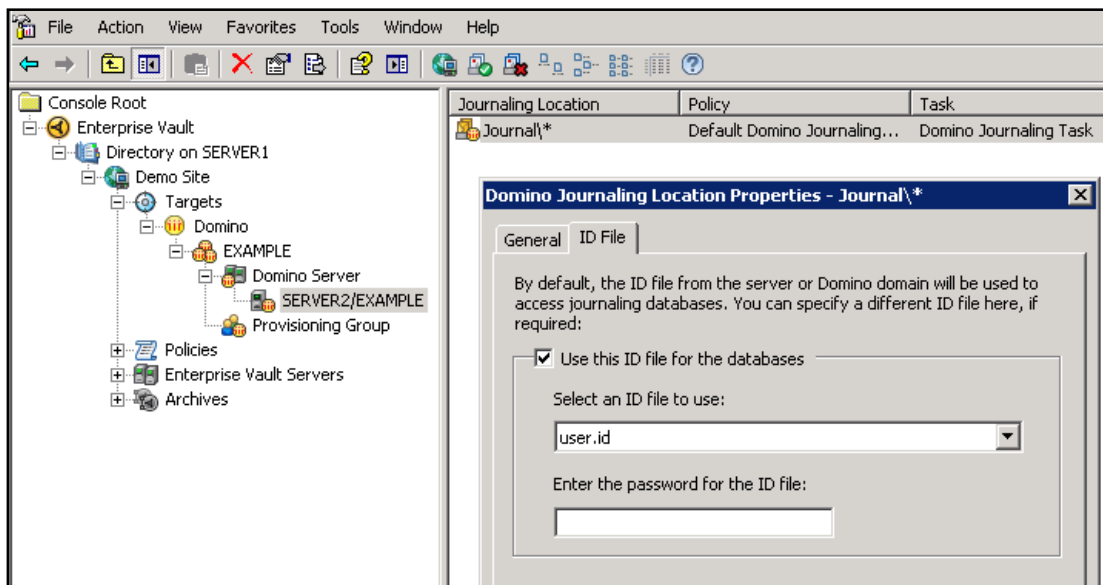 File Action View Favorites Tools Window Help
Console Root
Enterprise Vault
Directory on SERVER1
Demo Site
Targets
Domino
EXAMPLE
Domino Server
SERVER2/EXAMPLE
Provisioning Group
Policies
Enterprise Vault Servers
Archives
Journaling Location Policy Task
Journal\* Default Domino Journaling... Domino Journaling Task
Domino Journaling Location Properties - Journal\*
General ID File
By default, the ID file from the server or Domino domain will be used to
access journaling databases. You can specify a different ID file here, if
required:
Use this ID file for the databases
Select an ID file to use:
user.id
Enter the password for the ID file: